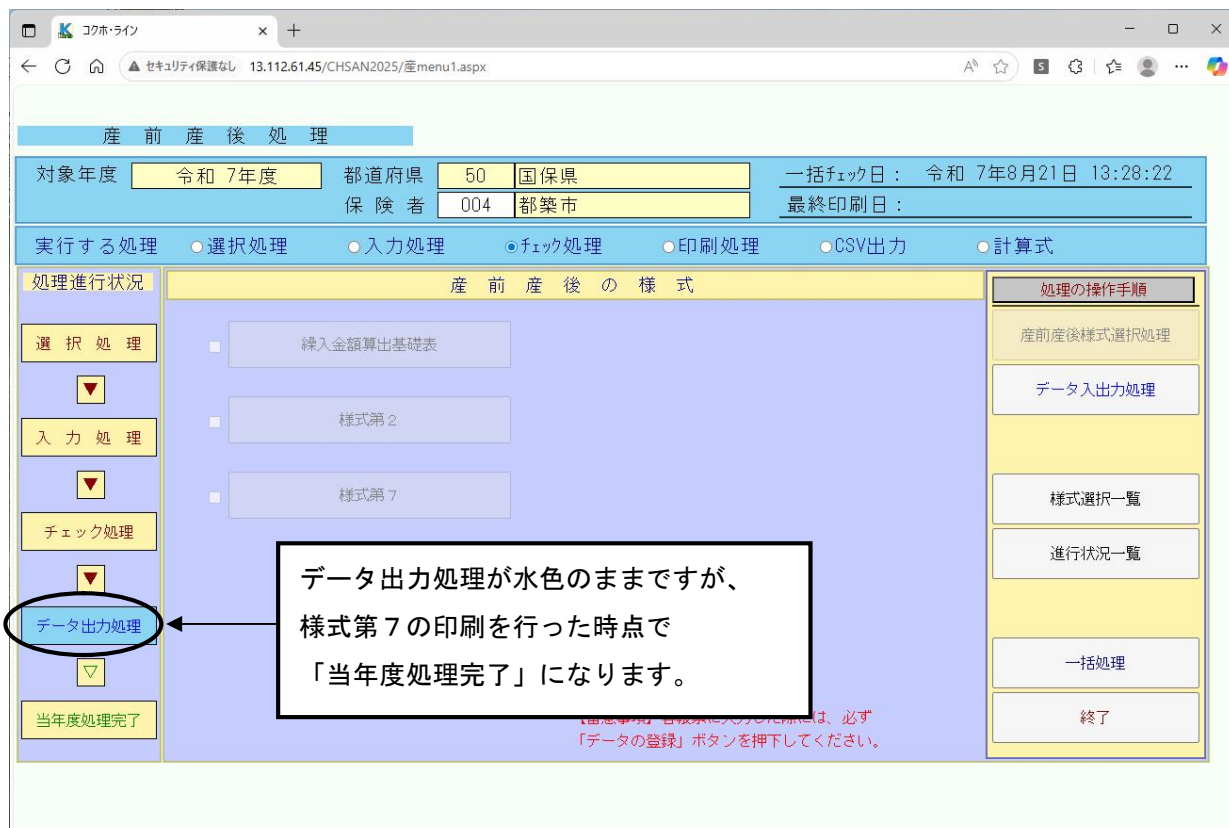 コクホ・ライン
セキュリティ保護なし 13.112.61.45/CHSAN2025/産menu1.aspx
産 前 産 後 処 理
対象年度 令和 7年度 都道府県 50 国保県 一括ﾁｪｯｸ日： 令和 7年8月21日 13:28:22
保 険 者 004 都築市 最終印刷日：
実行する処理 ○選択処理 ○入力処理 ●ﾁｪｯｸ処理 ○印刷処理 ○CSV出力 ○計算式
処理進行状況
選 択 処 理
▼
入 力 処 理
▼
チェック処理
▼
データ出力処理
▽
当年度処理完了
産 前 産 後 の 様 式
繰入金額算出基礎表
様式第２
様式第７
データ出力処理が水色のままですが、
様式第７の印刷を行った時点で
「当年度処理完了」になります。
は、必ず
「データの登録」ボタンを押下してください。
処理の操作手順
産前産後様式選択処理
データ入出力処理
様式選択一覧
進行状況一覧
一括処理
終了